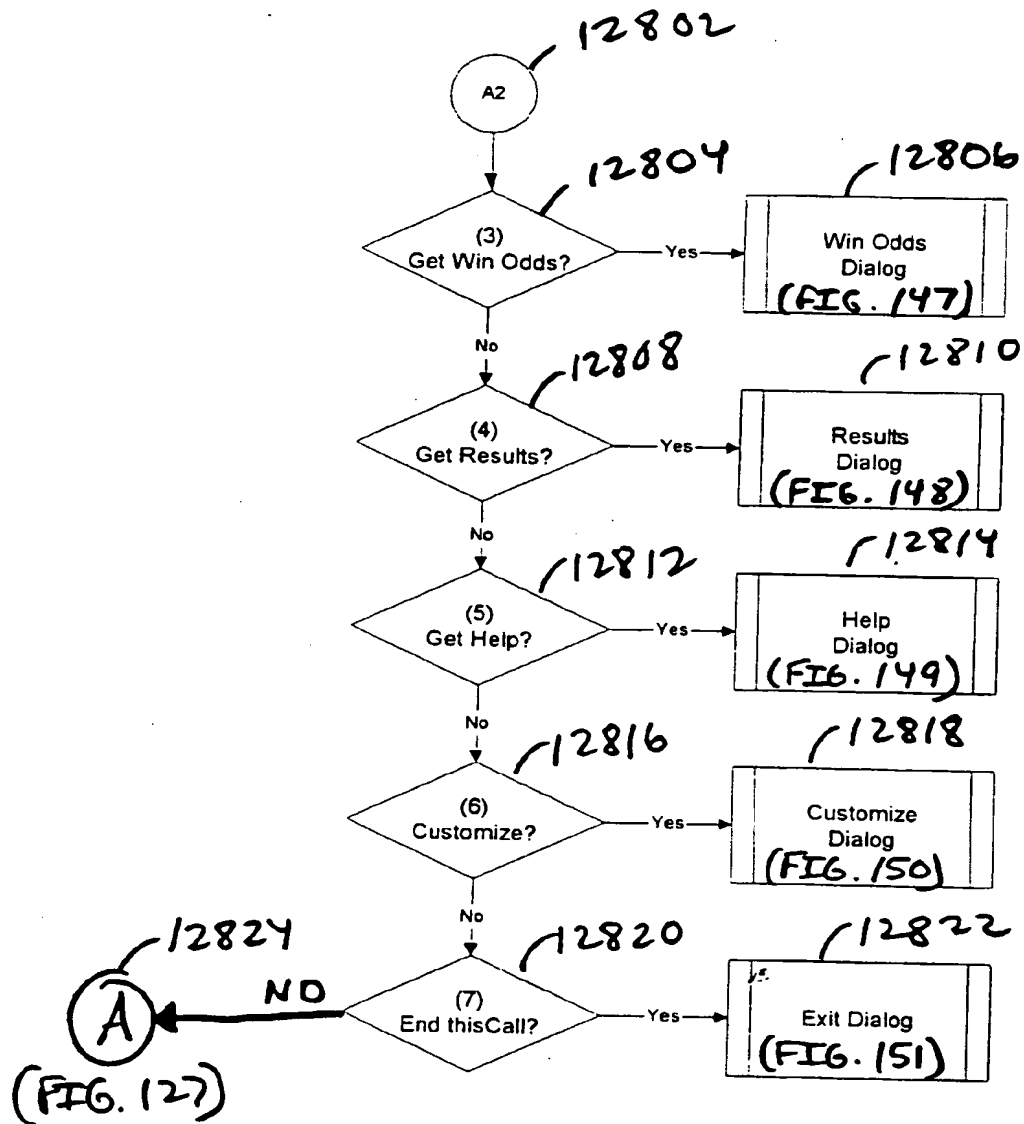 12802
A2
12804
12806
(3)
Get Win Odds?
Yes
Win Odds
Dialog
(FIG. 147)
No
12808
12810
(4)
Get Results?
Yes
Results
Dialog
(FIG. 148)
No
12812
12814
(5)
Get Help?
Yes
Help
Dialog
(FIG. 149)
No
12816
12818
(6)
Customize?
Yes
Customize
Dialog
(FIG. 150)
No
12824
12820
12822
A
NO
(7)
End thisCall?
Yes
Exit Dialog
(FIG. 151)
(FIG. 127)